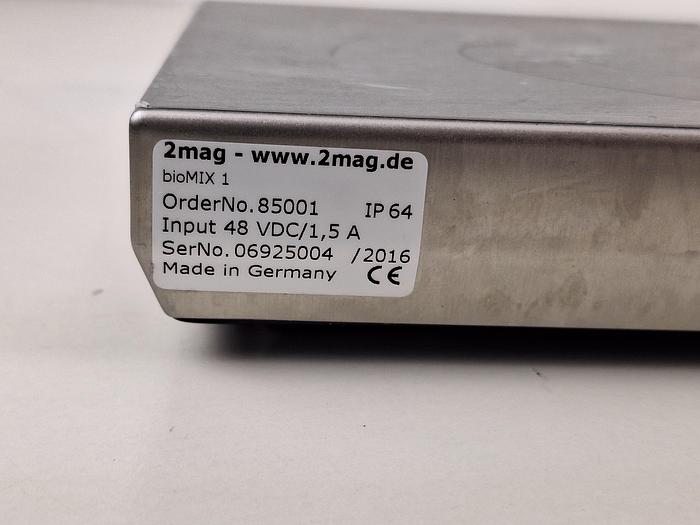 2mag - www.2mag.de
bioMIX 1
OrderNo. 85001 IP 64
Input 48 VDC/1,5 A
SerNo. 06925004 /2016
Made in Germany CE